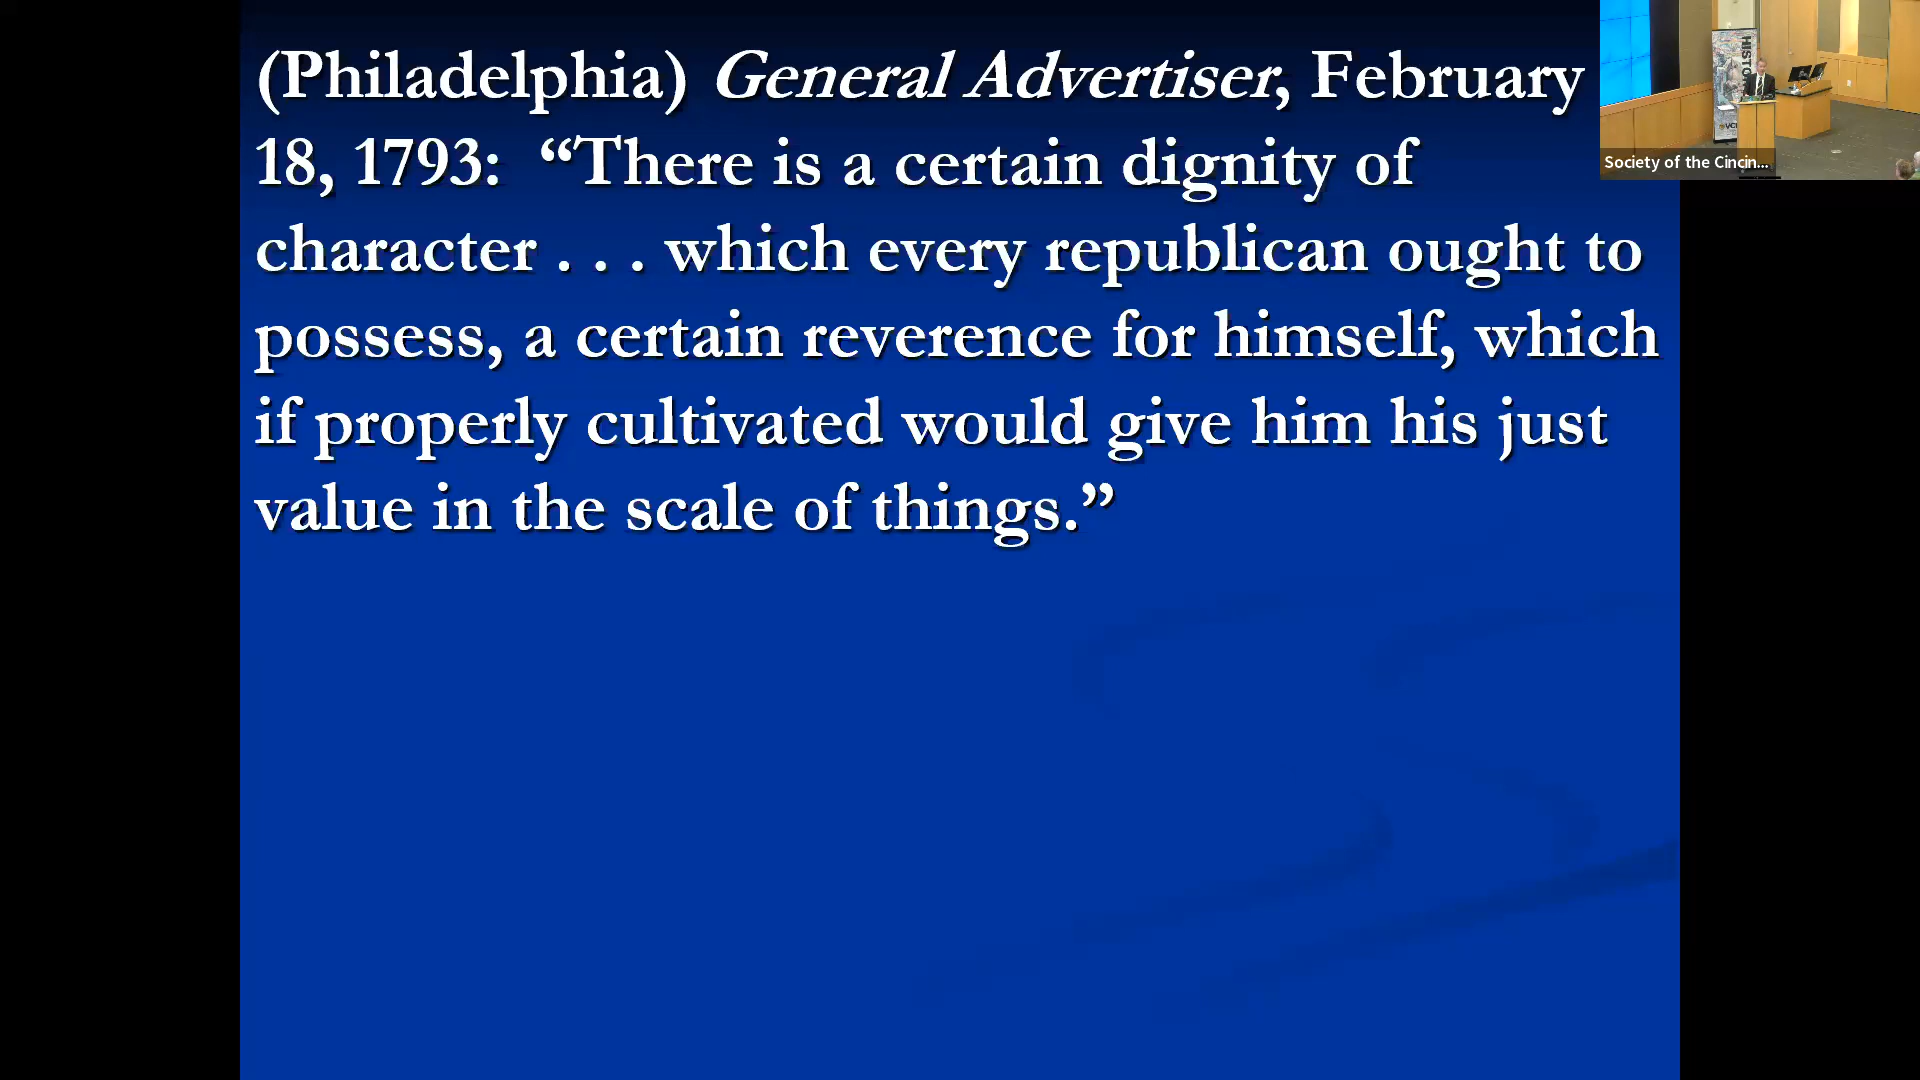 (Philadelphia) General Advertiser, February
18, 1793: “There is a certain dignity of
character . . . which every republican ought to
possess, a certain reverence for himself, which
if properly cultivated would give him his just
value in the scale of things.”
Society of the Cincin...